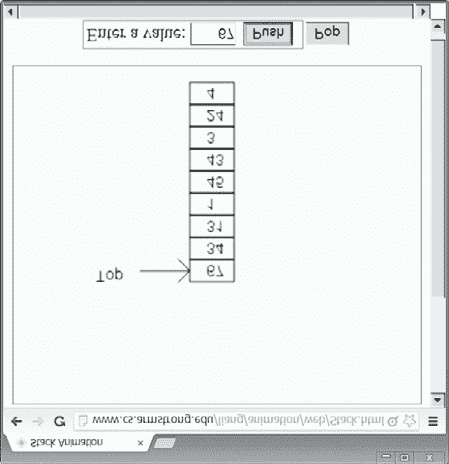 Stack Animation
www.cs.armstrong.edu/liang/animation/web/Stack.html
Top 67
34
31
1
45
43
3
24
4
Enter a value: 67 Push Pop